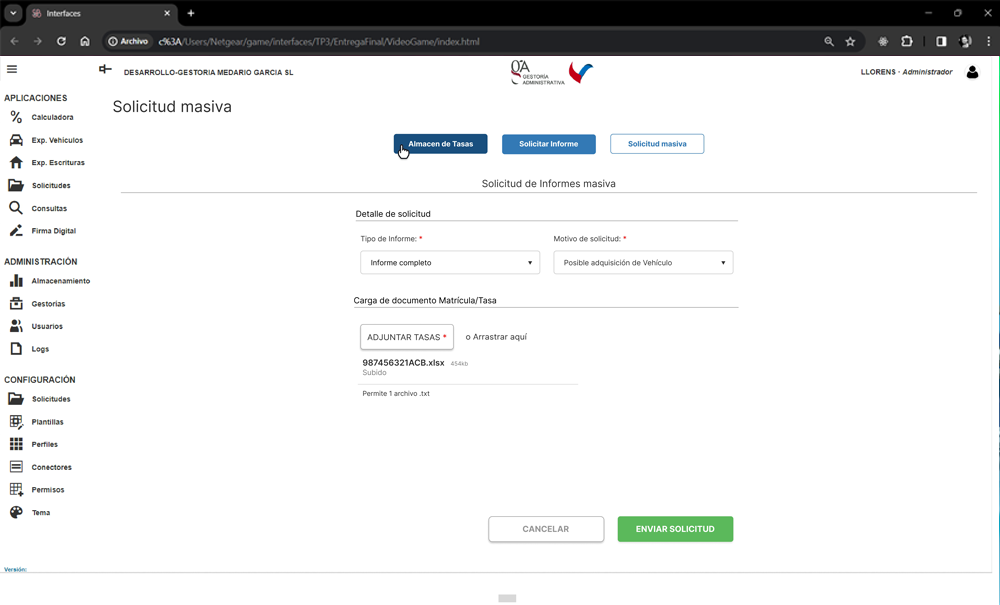 Interfaces
Archivo c%3A/Users/Netgear/game/interfaces/TP3/EntregaFinal/VideoGame/index.html
DESARROLLO-GESTORIA MEDARIO GARCIA SL
GA
GESTORÍA
ADMINISTRATIVA
LLORENS - Administrador
APLICACIONES
Calculadora
Exp. Vehículos
Exp. Escrituras
Solicitudes
Consultas
Firma Digital
ADMINISTRACIÓN
Almacenamiento
Gestorias
Usuarios
Logs
CONFIGURACIÓN
Solicitudes
Plantillas
Perfiles
Conectores
Permisos
Tema
Versión:
Solicitud masiva
Almacen de Tasas Solicitar Informe Solicitud masiva
Solicitud de Informes masiva
Detalle de solicitud
Tipo de Informe: * Motivo de solicitud: *
Informe completo Posible adquisición de Vehículo
Carga de documento Matrícula/Tasa
ADJUNTAR TASAS * o Arrastrar aquí
987456321ACB.xlsx 454kb
Subido
Permite 1 archivo .txt
CANCELAR ENVIAR SOLICITUD